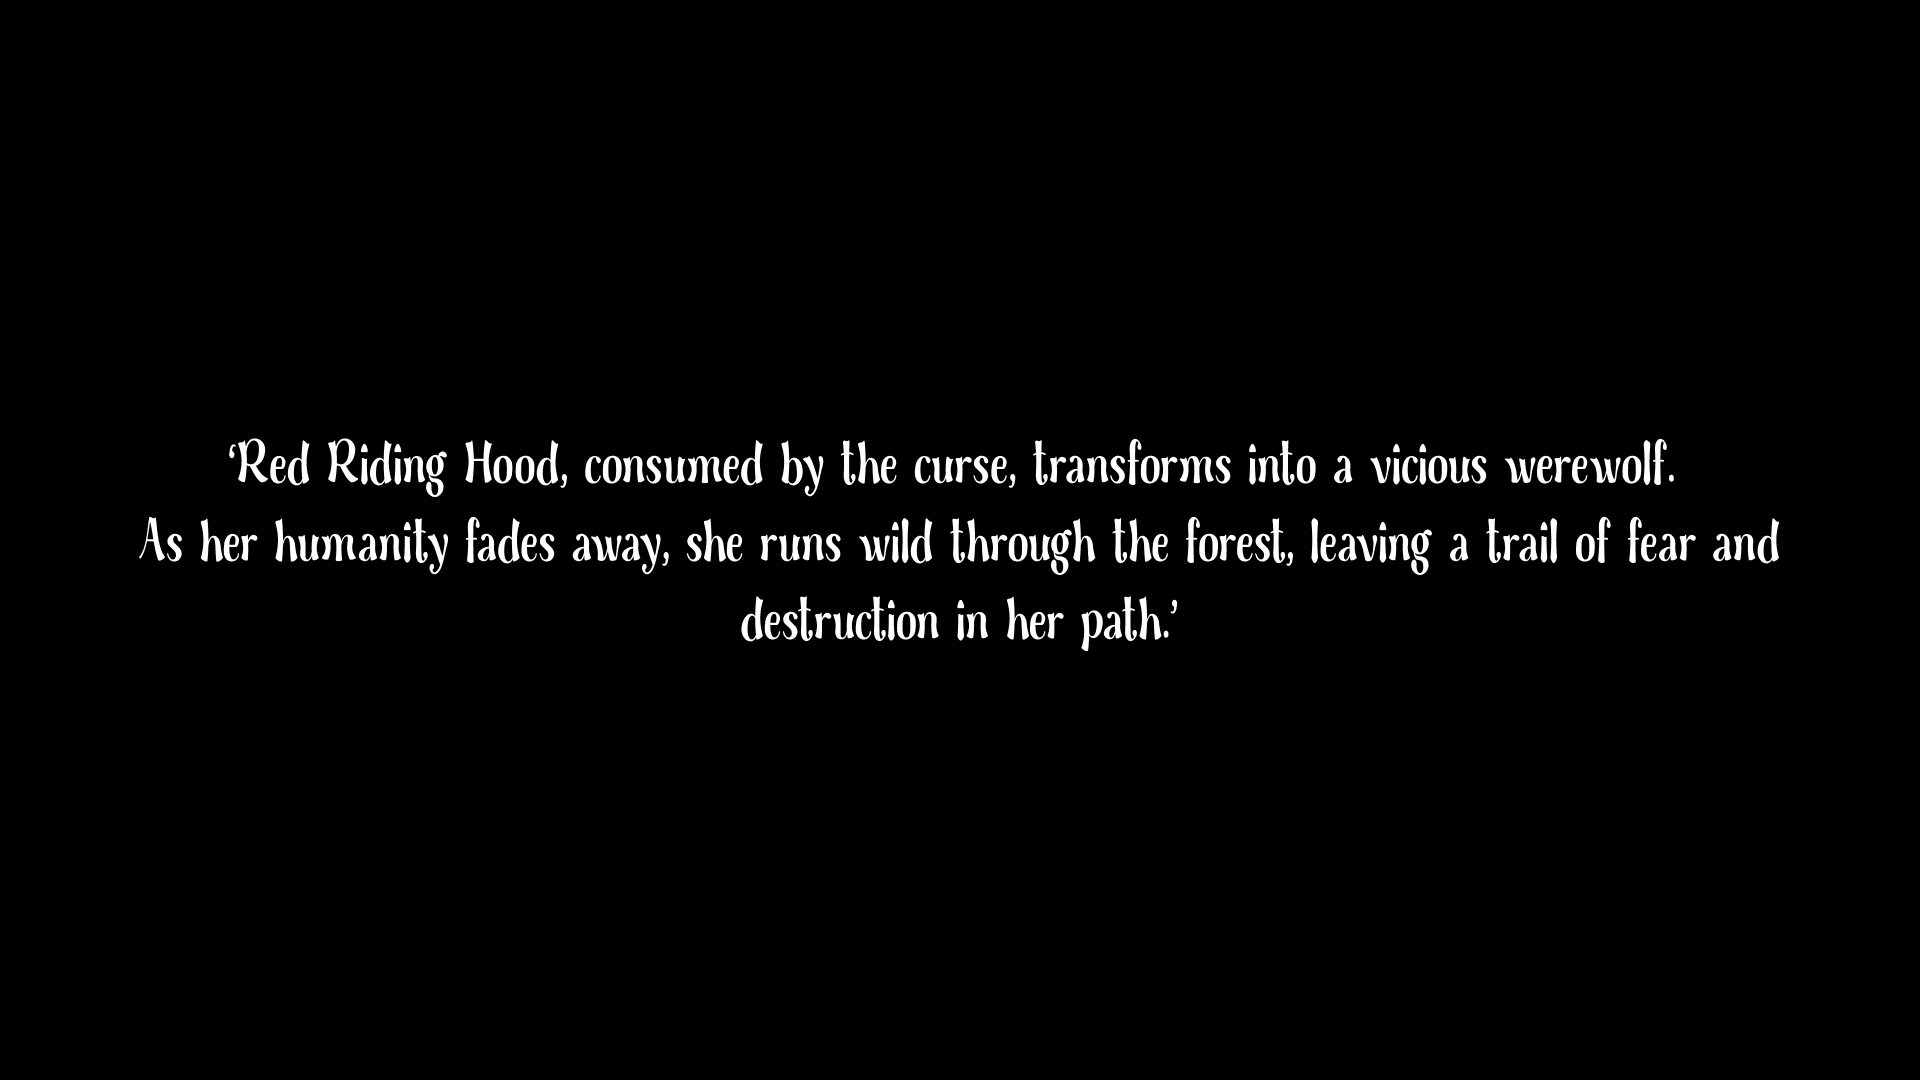 ‘Red Riding Hood, consumed by the curse, transforms into a vicious werewolf.
As her humanity fades away, she runs wild through the forest, leaving a trail of fear and
destruction in her path.’